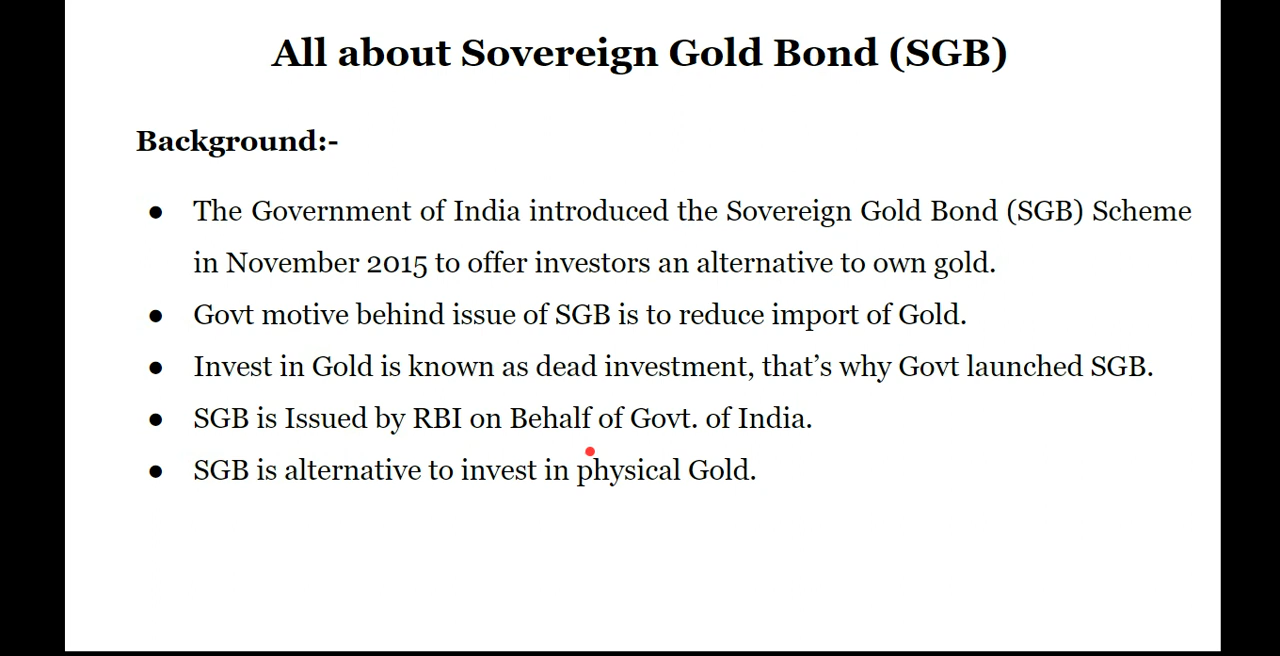 All about Sovereign Gold Bond (SGB)
Background:-
● The Government of India introduced the Sovereign Gold Bond (SGB) Scheme
in November 2015 to offer investors an alternative to own gold.
● Govt motive behind issue of SGB is to reduce import of Gold.
● Invest in Gold is known as dead investment, that’s why Govt launched SGB.
● SGB is Issued by RBI on Behalf of Govt. of India.
● SGB is alternative to invest in physical Gold.